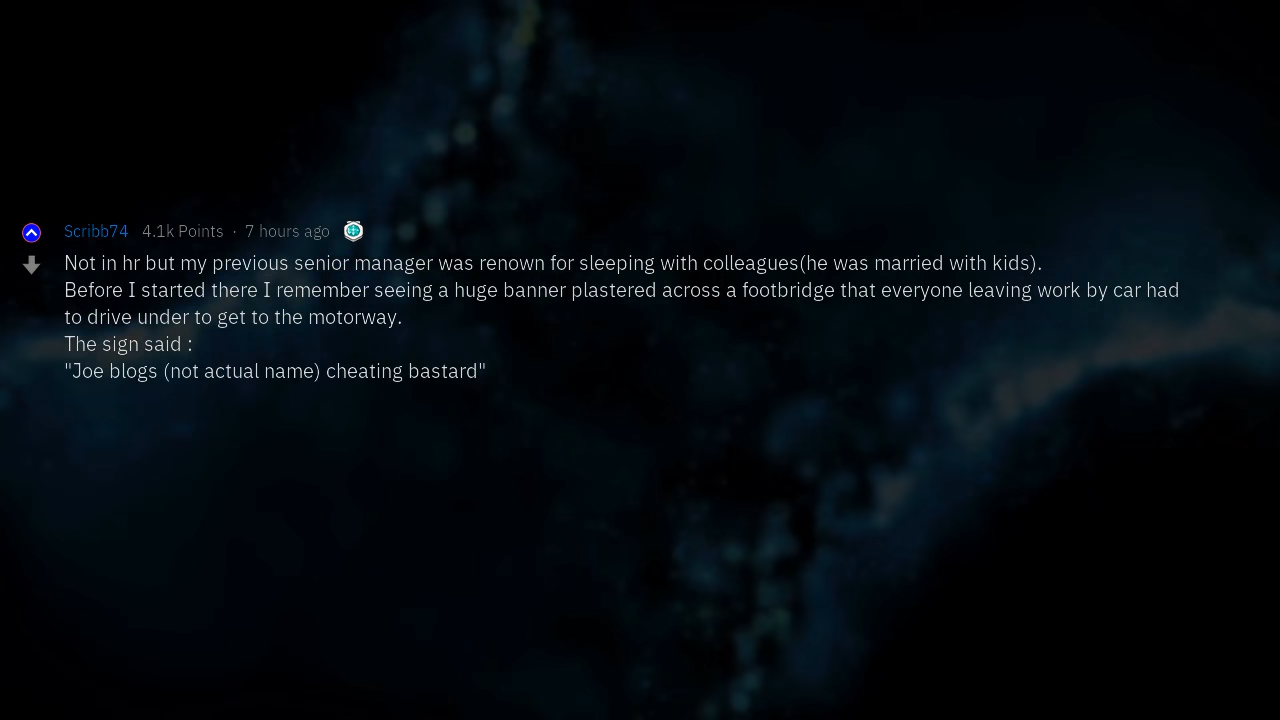 Scribb74 4.1k Points · 7 hours ago
Not in hr but my previous senior manager was renown for sleeping with colleagues(he was married with kids).
Before I started there I remember seeing a huge banner plastered across a footbridge that everyone leaving work by car had
to drive under to get to the motorway.
The sign said :
"Joe blogs (not actual name) cheating bastard"